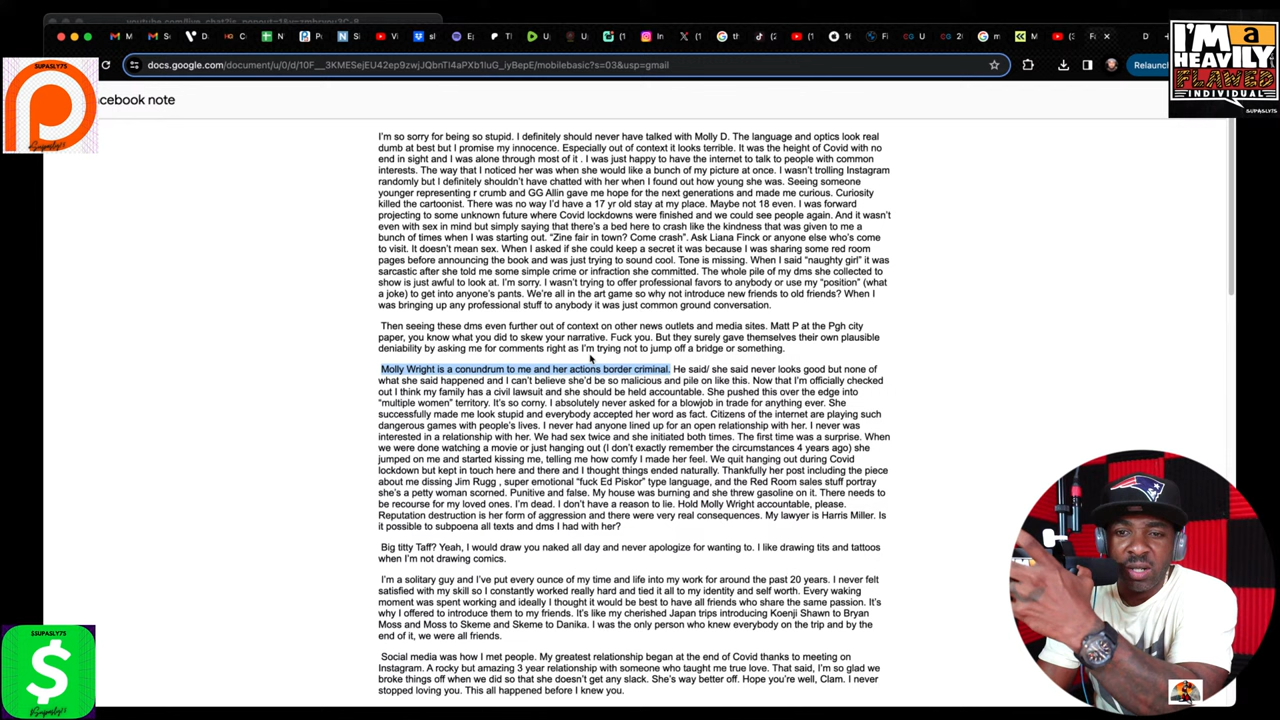 youtube.com/live_chat?is_popout=1&v=zmbryou3C-8
docs.google.com/document/u/0/d/10F__3KMESejEU42ep9zwjJQbnTl4aPXb1IuG_iyBepE/mobilebasic?s=03&usp=gmail
Relaunch
SUPASLY75
I'M a
HEAVILY
FLAWED
INDIVIDUAL
SUPASLY75
acebook note
I'm so sorry for being so stupid. I definitely should never have talked with Molly D. The language and optics look real
dumb at best but I promise my innocence. Especially out of context it looks terrible. It was the height of Covid with no
end in sight and I was alone through most of it . I was just happy to have the internet to talk to people with common
interests. The way that I noticed her was when she would like a bunch of my picture at once. I wasn't trolling Instagram
randomly but I definitely shouldn't have chatted with her when I found out how young she was. Seeing someone
younger representing r crumb and GG Allin gave me hope for the next generations and made me curious. Curiosity
killed the cartoonist. There was no way I'd have a 17 yr old stay at my place. Maybe not 18 even. I was forward
projecting to some unknown future where Covid lockdowns were finished and we could see people again. And it wasn't
even with sex in mind but simply saying that there's a bed here to crash like the kindness that was given to me a
bunch of times when I was starting out. "Zine fair in town? Come crash". Ask Liana Finck or anyone else who's come
to visit. It doesn't mean sex. When I asked if she could keep a secret it was because I was sharing some red room
pages before announcing the book and was just trying to sound cool. Tone is missing. When I said "naughty girl" it was
sarcastic after she told me some simple crime or infraction she committed. The whole pile of my dms she collected to
show is just awful to look at. I'm sorry. I wasn't trying to offer professional favors to anybody or use my "position" (what
a joke) to get into anyone's pants. We're all in the art game so why not introduce new friends to old friends? When I
was bringing up any professional stuff to anybody it was just common ground conversation.
Then seeing these dms even further out of context on other news outlets and media sites. Matt P at the Pgh city
paper, you know what you did to skew your narrative. Fuck you. But they surely gave themselves their own plausible
deniability by asking me for comments right as I'm trying not to jump off a bridge or something.
Molly Wright is a conundrum to me and her actions border criminal. He said/ she said never looks good but none of
what she said happened and I can't believe she'd be so malicious and pile on like this. Now that I'm officially checked
out I think my family has a civil lawsuit and she should be held accountable. She pushed this over the edge into
"multiple women" territory. It's so corny. I absolutely never asked for a blowjob in trade for anything ever. She
successfully made me look stupid and everybody accepted her word as fact. Citizens of the internet are playing such
dangerous games with people's lives. I never had anyone lined up for an open relationship with her. I never was
interested in a relationship with her. We had sex twice and she initiated both times. The first time was a surprise. When
we were done watching a movie or just hanging out (I don't exactly remember the circumstances 4 years ago) she
jumped on me and started kissing me, telling me how comfy I made her feel. We quit hanging out during Covid
lockdown but kept in touch here and there and I thought things ended naturally. Thankfully her post including the piece
about me dissing Jim Rugg , super emotional "fuck Ed Piskor" type language, and the Red Room sales stuff portray
she's a petty woman scorned. Punitive and false. My house was burning and she threw gasoline on it. There needs to
be recourse for my loved ones. I'm dead. I don't have a reason to lie. Hold Molly Wright accountable, please.
Reputation destruction is her form of aggression and there were very real consequences. My lawyer is Harris Miller. Is
it possible to subpoena all texts and dms I had with her?
Big titty Taff? Yeah, I would draw you naked all day and never apologize for wanting to. I like drawing tits and tattoos
when I'm not drawing comics.
I'm a solitary guy and I've put every ounce of my time and life into my work for around the past 20 years. I never felt
satisfied with my skill so I constantly worked really hard and tied it all to my identity and self worth. Every waking
moment was spent working and ideally I thought it would be best to have all friends who share the same passion. It's
why I offered to introduce them to my friends. It's like my cherished Japan trips introducing Koenji Shawn to Bryan
Moss and Moss to Skeme and Skeme to Danika. I was the only person who knew everybody on the trip and by the
end of it, we were all friends.
Social media was how I met people. My greatest relationship began at the end of Covid thanks to meeting on
Instagram. A rocky but amazing 3 year relationship with someone who taught me true love. That said, I'm so glad we
broke things off when we did so that she doesn't get any slack. She's way better off. Hope you're well, Clam. I never
stopped loving you. This all happened before I knew you.
$SUPASLY75
$
$Supasly75